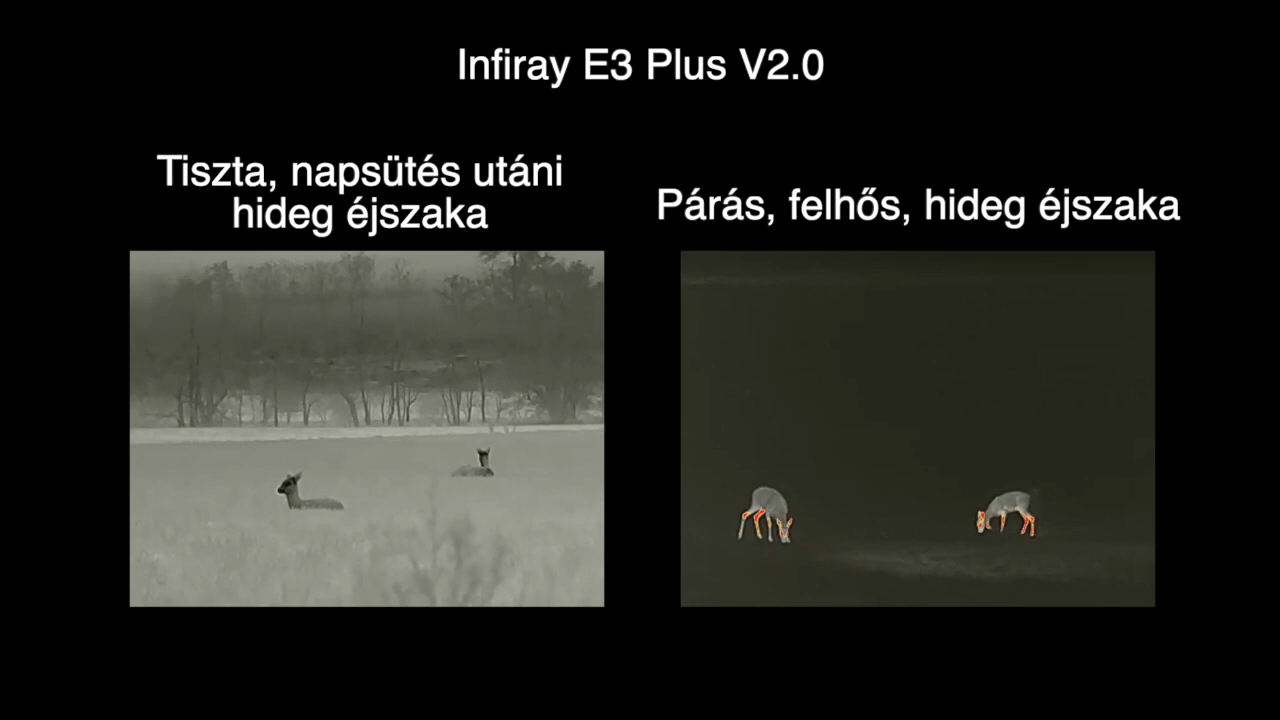 Infiray E3 Plus V2.0
Tiszta, napsütés utáni
hideg éjszaka
Párás, felhős, hideg éjszaka